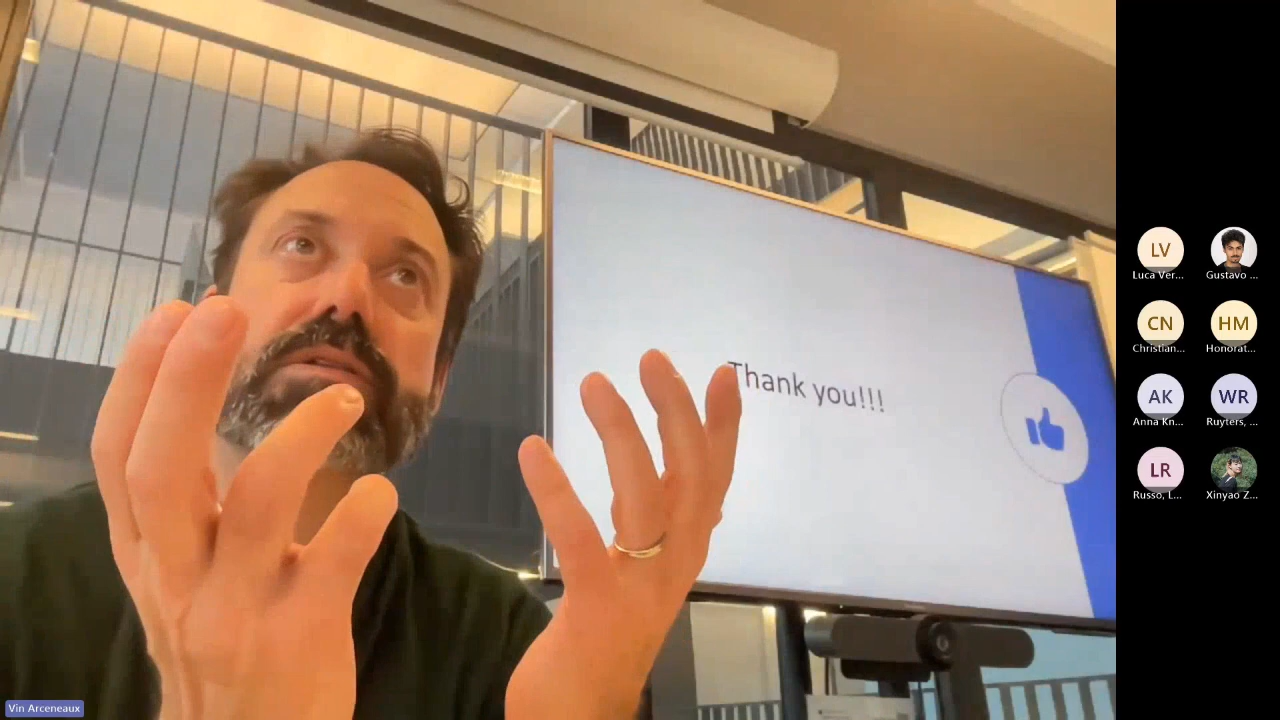 Thank you!!!
LV
Luca Ver...
Gustavo ...
CN
Christian...
HM
Honorat...
AK
Anna Kn...
WR
Ruyters, ...
LR
Russo, L...
Xinyao Z...
Vin Arceneaux